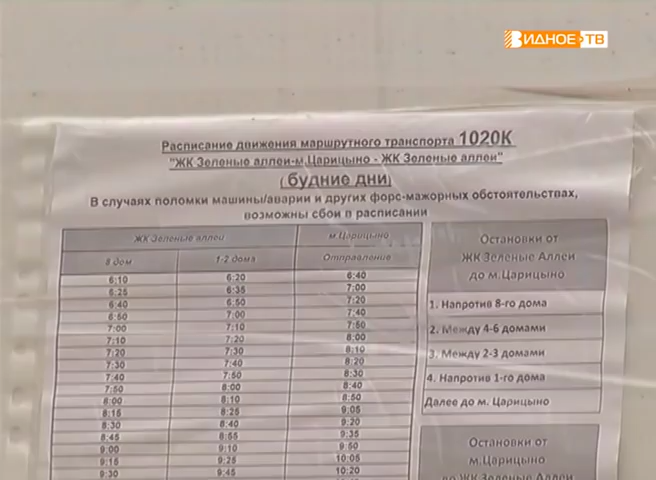 ВИДНОЕ-ТВ
Расписание движения маршрутного транспорта 1020К
"ЖК Зеленые аллеи-м.Царицыно - ЖК Зеленые аллеи"
(будние дни)
В случаях поломки машины/аварии и других форс-мажорных обстоятельствах,
возможны сбои в расписании
ЖК Зеленые аллеи м.Царицыно
8 дом 1-2 дома Отправление
6:10 6:20 6:40
6:25 6:35 7:00
6:40 6:50 7:20
6:50 7:00 7:40
7:00 7:10 7:50
7:10 7:20 8:00
7:20 7:30 8:10
7:30 7:40 8:20
7:40 7:50 8:30
7:50 8:00 8:40
8:00 8:10 8:50
8:15 8:25 9:05
8:30 8:40 9:20
8:45 8:55 9:35
9:00 9:10 9:50
9:15 9:25 10:05
9:30 9:45 10:20
Остановки от
ЖК Зеленые Аллеи
до м.Царицыно
1. Напротив 8-го дома
2. Между 4-6 домами
3. Между 2-3 домами
4. Напротив 1-го дома
Далее до м. Царицыно
Остановки от
м.Царицыно
до ЖК Зеленые Аллеи